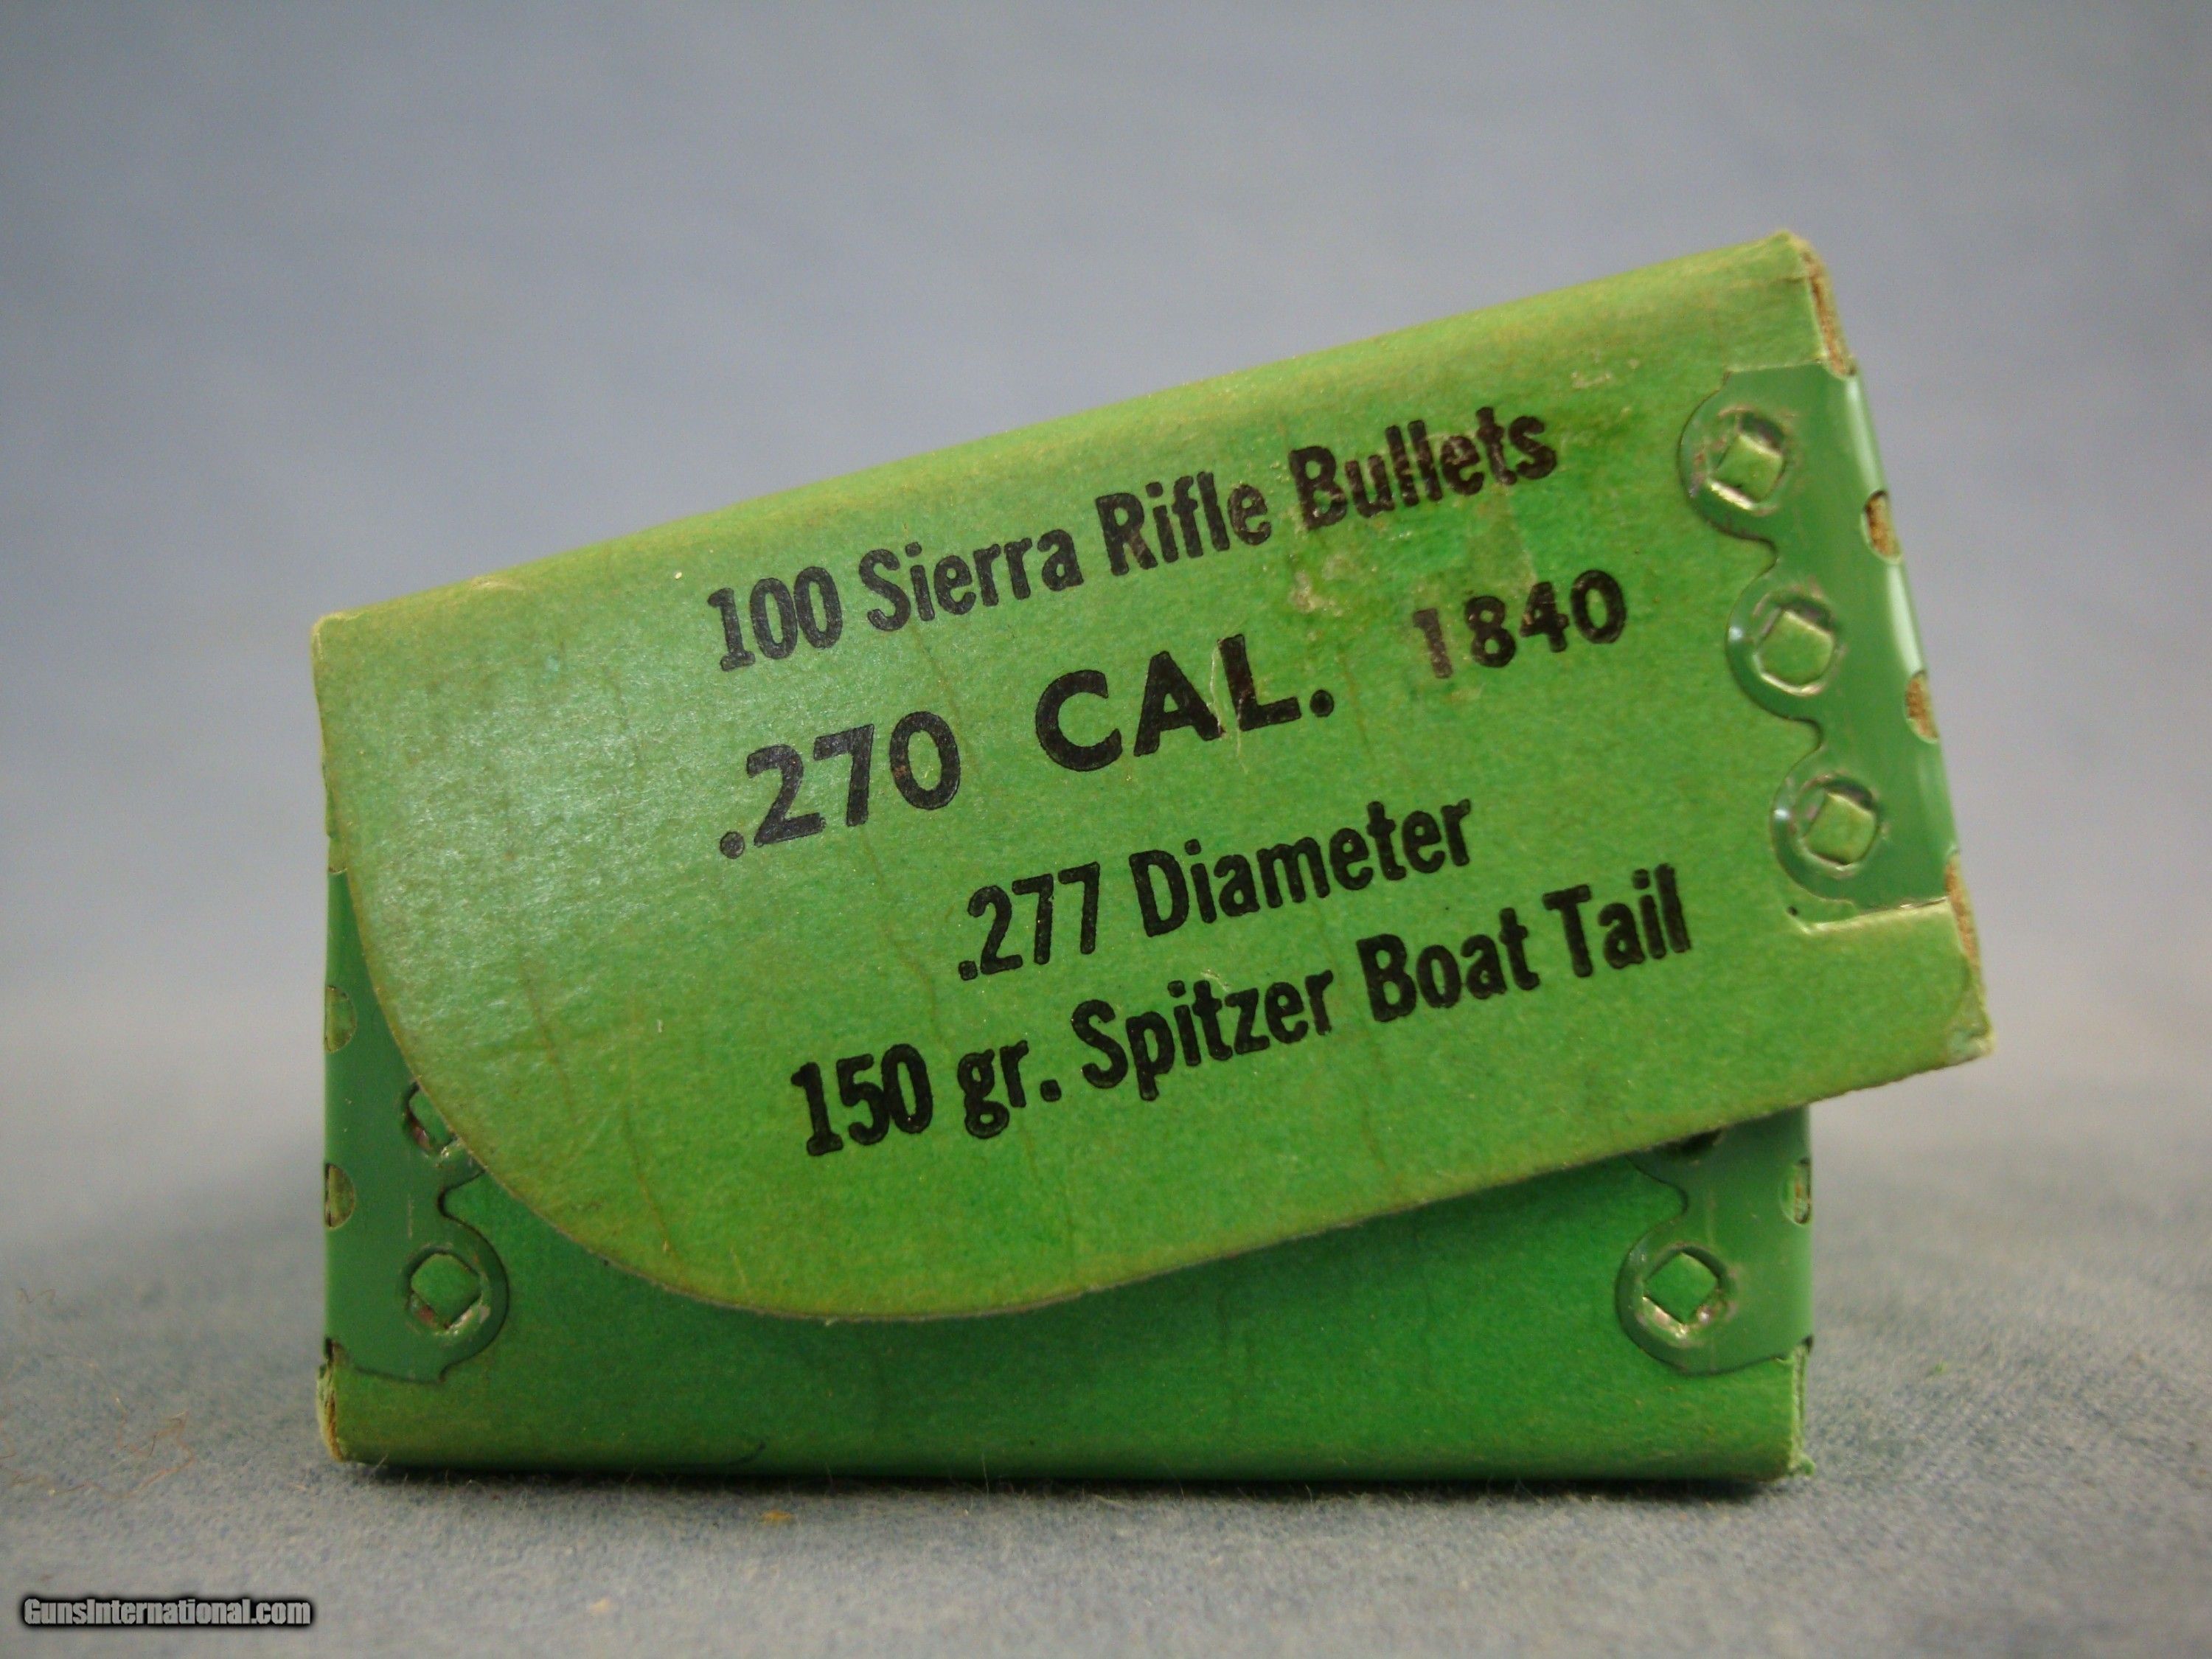 100 Sierra Rifle Bullets
.270 CAL. 1840
.277 Diameter
150 gr. Spitzer Boat Tail
GunsInternational.com